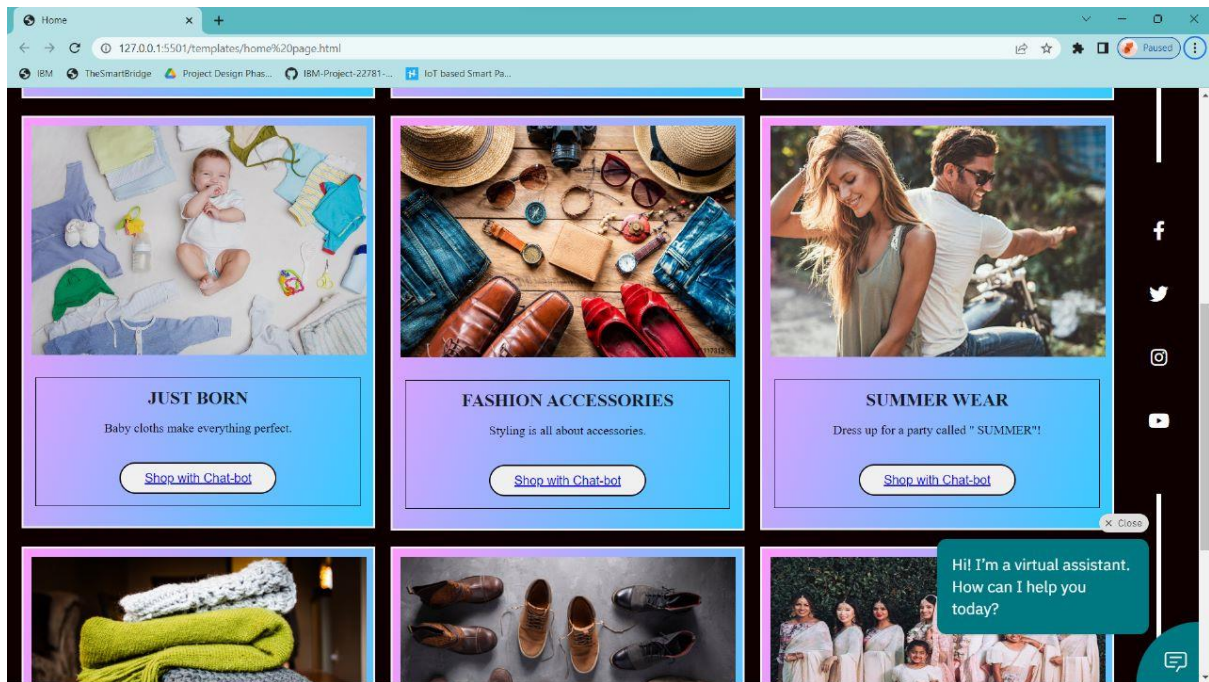 Home
127.0.0.1:5501/templates/home%20page.html
Paused
IBM
TheSmartBridge
Project Design Phas...
IBM-Project-22781-...
IoT based Smart Pa...
JUST BORN
Baby cloths make everything perfect.
Shop with Chat-bot
FASHION ACCESSORIES
Styling is all about accessories.
Shop with Chat-bot
SUMMER WEAR
Dress up for a party called " SUMMER"!
Shop with Chat-bot
Close
Hi! I'm a virtual assistant.
How can I help you
today?